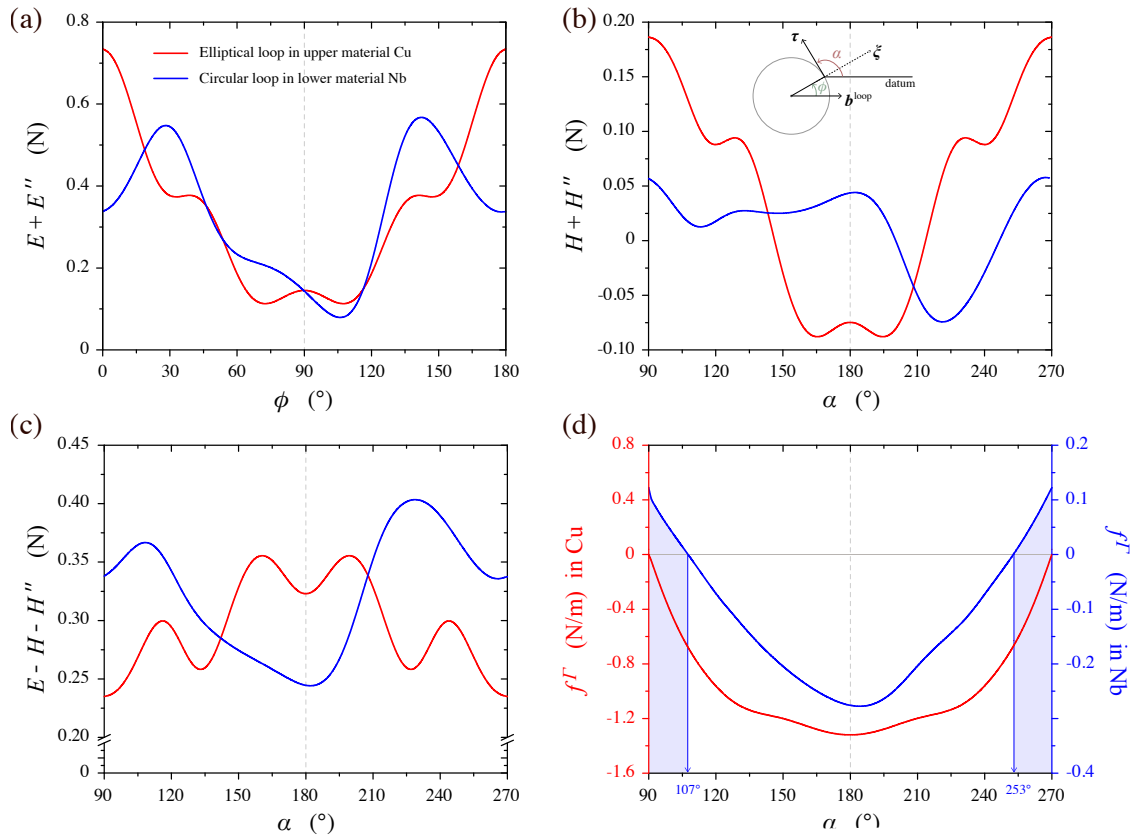 (a)
0.8
0.6
0.4
0.2
0
E + E′′ (N)
Elliptical loop in upper material Cu
Circular loop in lower material Nb
0 30 60 90 120 150 180
ϕ (°)
(b)
0.20
0.15
0.10
0.05
0
-0.05
-0.10
H + H′′ (N)
τ
α
ξ
datum
ϕ
b^loop
90 120 150 180 210 240 270
α (°)
(c)
0.45
0.40
0.35
0.30
0.25
0.20
0
E - H - H′′ (N)
90 120 150 180 210 240 270
α (°)
(d)
0.8
0.4
0
-0.4
-0.8
-1.2
-1.6
f^Γ (N/m) in Cu
0.2
0.1
0
-0.1
-0.2
-0.3
-0.4
f^Γ (N/m) in Nb
107°
253°
90 120 150 180 210 240 270
α (°)